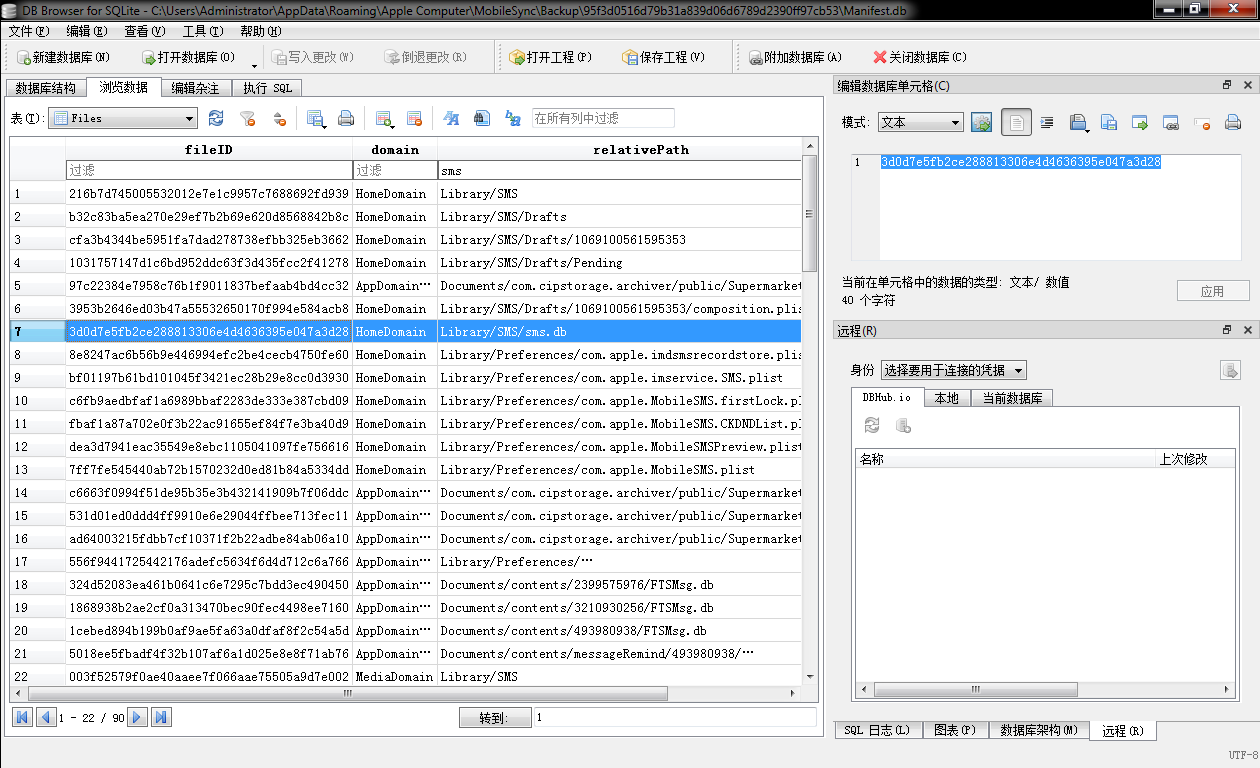 DB Browser for SQLite - C:\Users\Administrator\AppData\Roaming\Apple Computer\MobileSync\Backup\95f3d0516d79b31a839d06d6789d2390ff97cb53\Manifest.db
文件(F) 编辑(E) 查看(V) 工具(T) 帮助(H)
新建数据库(N) 打开数据库(O) 写入更改(W) 倒退更改(R) 打开工程(P) 保存工程(V) 附加数据库(A) 关闭数据库(C)
数据库结构 浏览数据 编辑杂注 执行 SQL
表(T): Files 在所有列中过滤
fileID domain relativePath
过滤 过滤 sms
1 216b7d745005532012e7e1c9957c7688692fd939 HomeDomain Library/SMS
2 b32c89ba5ea270e29ef7b2b69e620d8568842b8c HomeDomain Library/SMS/Drafts
3 cfa3b4344be5951fa7dad278738efbb325eb3662 HomeDomain Library/SMS/Drafts/1069100561595353
4 1031757147d1c6bd952ddc63f3d435fcc2f41278 HomeDomain Library/SMS/Drafts/Pending
5 97c22384e7958c76b1f9011837bbfaab4bd4cc32 AppDomain… Documents/com.cipstorage.archiver/public/Supermarket
6 3953b2646ed03b47a55532650170f994e584acb8 HomeDomain Library/SMS/Drafts/1069100561595353/composition.plis
7 3d0d7e5fb2ce288813306e4d4636395e047a3d28 HomeDomain Library/SMS/sms.db
8 8e8247ac6b56b9e446994efc2be4cecb4750fe60 HomeDomain Library/Preferences/com.apple.imdsmsrecordstore.plis
9 bf01197b61bd101045f3421ec28b29e8cc0d3930 HomeDomain Library/Preferences/com.apple.imservice.SMS.plist
10 c6fb9aedbfaf1a6989bbaf2283de333e387cbd09 HomeDomain Library/Preferences/com.apple.MobileSMS.firstLock.pl
11 fbaf1a87a702e0f3b22c91655ef84f7e3ba40d9 HomeDomain Library/Preferences/com.apple.MobileSMS.CKDNDList.pl
12 dea3d7941eac35549e8ebc1105041097fe756616 HomeDomain Library/Preferences/com.apple.MobileSMSPreview.plist
13 7ff7fe545440ab72b1570232d0ed81b84a5334dd HomeDomain Library/Preferences/com.apple.MobileSMS.plist
14 c6663f0994f51de95b35e3b432141909b7f06ddc AppDomain… Documents/com.cipstorage.archiver/public/Supermarket
15 531d01ed0ddd4ff9910e6e29044ffbee713fec11 AppDomain… Documents/com.cipstorage.archiver/public/Supermarket
16 ad64003215fdbb7cf10371f2b22adbe84ab06a10 AppDomain… Documents/com.cipstorage.archiver/public/Supermarket
17 556f9441725442176adefc5634f6d4d712c6a766 AppDomain… Library/Preferences/…
18 324d52083ea461b0641c6e7295c7bdd3ec490450 AppDomain… Documents/contents/2399575976/FTSMsg.db
19 1868938b2ae2cf0a313470bec90fec4498ee7160 AppDomain… Documents/contents/3210930256/FTSMsg.db
20 1cebed894b199b0af9ae5fa63a0dfaf8f2c54a5d AppDomain… Documents/contents/493980938/FTSMsg.db
21 5018ee5fbadf4f32b107af6a1d025e8e8f71ab76 AppDomain… Documents/contents/messageRemind/493980938/…
22 003f52579f0ae40aaee7f066aae75505a9d7e002 MediaDomain Library/SMS
1 - 22 / 90 转到: 1
编辑数据库单元格(C)
模式: 文本
1 3d0d7e5fb2ce288813306e4d4636395e047a3d28
当前在单元格中的数据的类型: 文本/ 数值
40 个字符
应用
远程(R)
身份 选择要用于连接的凭据
DBHub.io 本地 当前数据库
名称 上次修改
SQL 日志(L) 图表(P) 数据库架构(M) 远程(R)
UTF-8